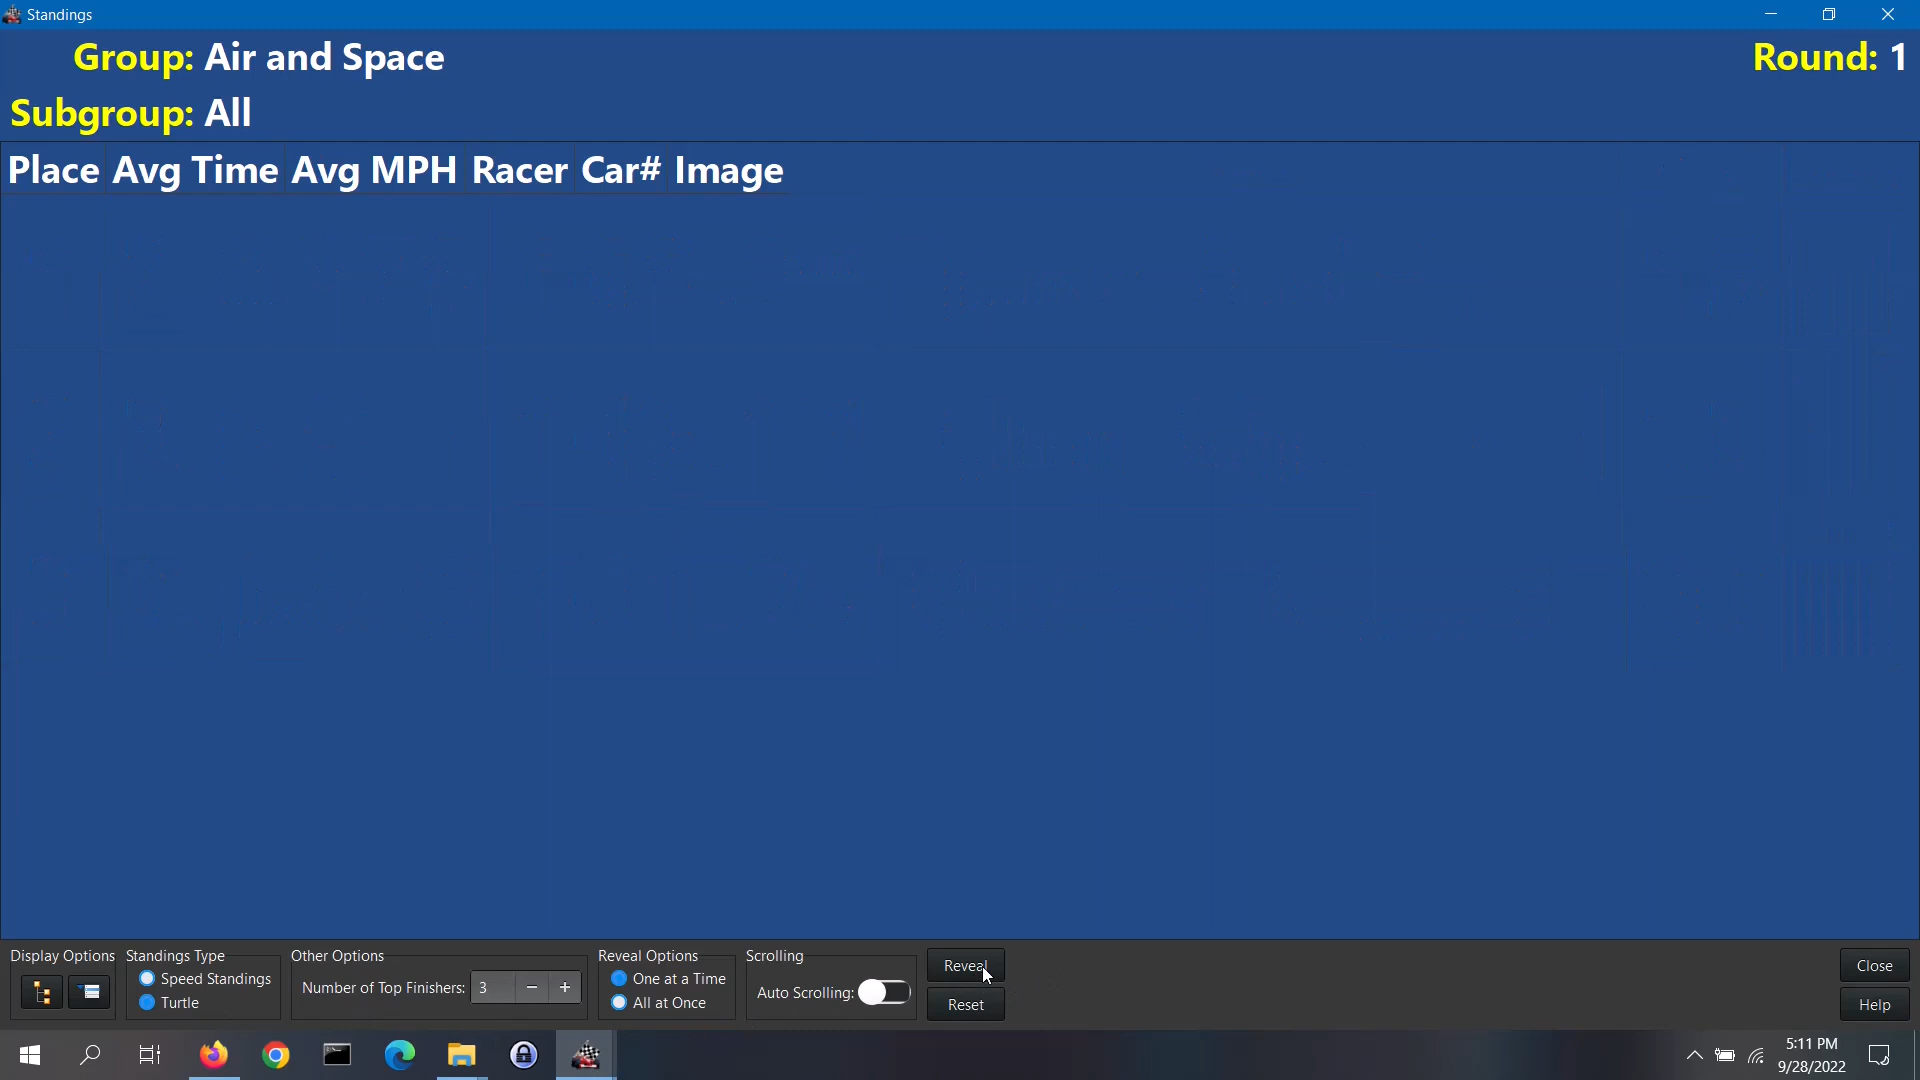 Standings
Group: Air and Space
Round: 1
Subgroup: All
Place Avg Time Avg MPH Racer Car# Image
Display Options
Standings Type
Speed Standings
Turtle
Other Options
Number of Top Finishers: 3 − +
Reveal Options
One at a Time
All at Once
Scrolling
Auto Scrolling:
Reveal
Reset
Close
Help
5:11 PM
9/28/2022